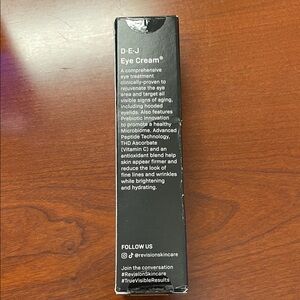 D·E·J
Eye Cream®
A comprehensive
eye treatment
clinically-proven to
rejuvenate the eye
area and target all
visible signs of aging,
including hooded
eyelids. Also features
Prebiotic innovation
to promote a healthy
Microbiome. Advanced
Peptide Technology,
THD Ascorbate
(Vitamin C) and an
antioxidant blend help
skin appear firmer and
reduce the look of
fine lines and wrinkles
while brightening
and hydrating.
FOLLOW US
@revisionskincare
Join the conversation
#RevisionSkincare
#TrueVisibleResults